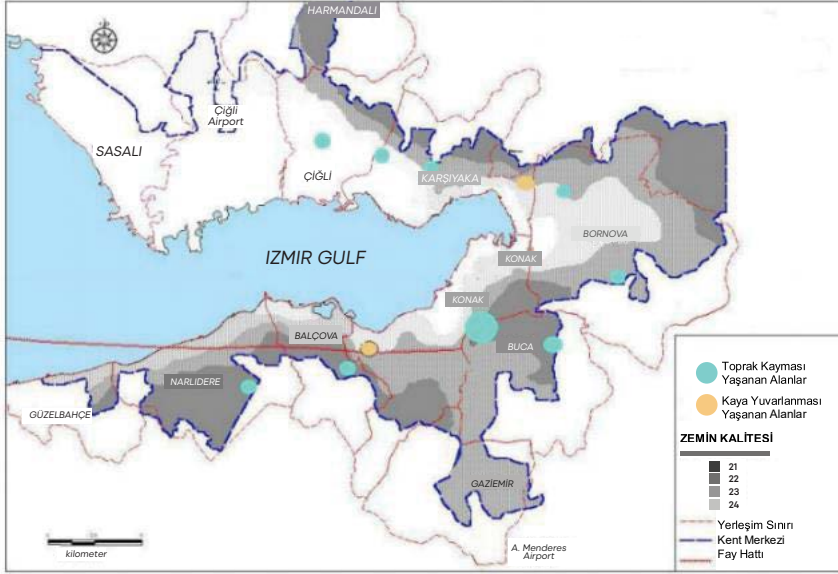 HARMANDALI
Çiğli
Airport
SASALI
ÇİĞLİ
KARŞIYAKA
BORNOVA
IZMIR GULF
KONAK
KONAK
BALÇOVA
BUCA
NARLIDERE
GÜZELBAHÇE
GAZİEMİR
A. Menderes
Airport
kilometer
Toprak Kayması
Yaşanan Alanlar
Kaya Yuvarlanması
Yaşanan Alanlar
ZEMİN KALİTESİ
21
22
23
24
Yerleşim Sınırı
Kent Merkezi
Fay Hattı